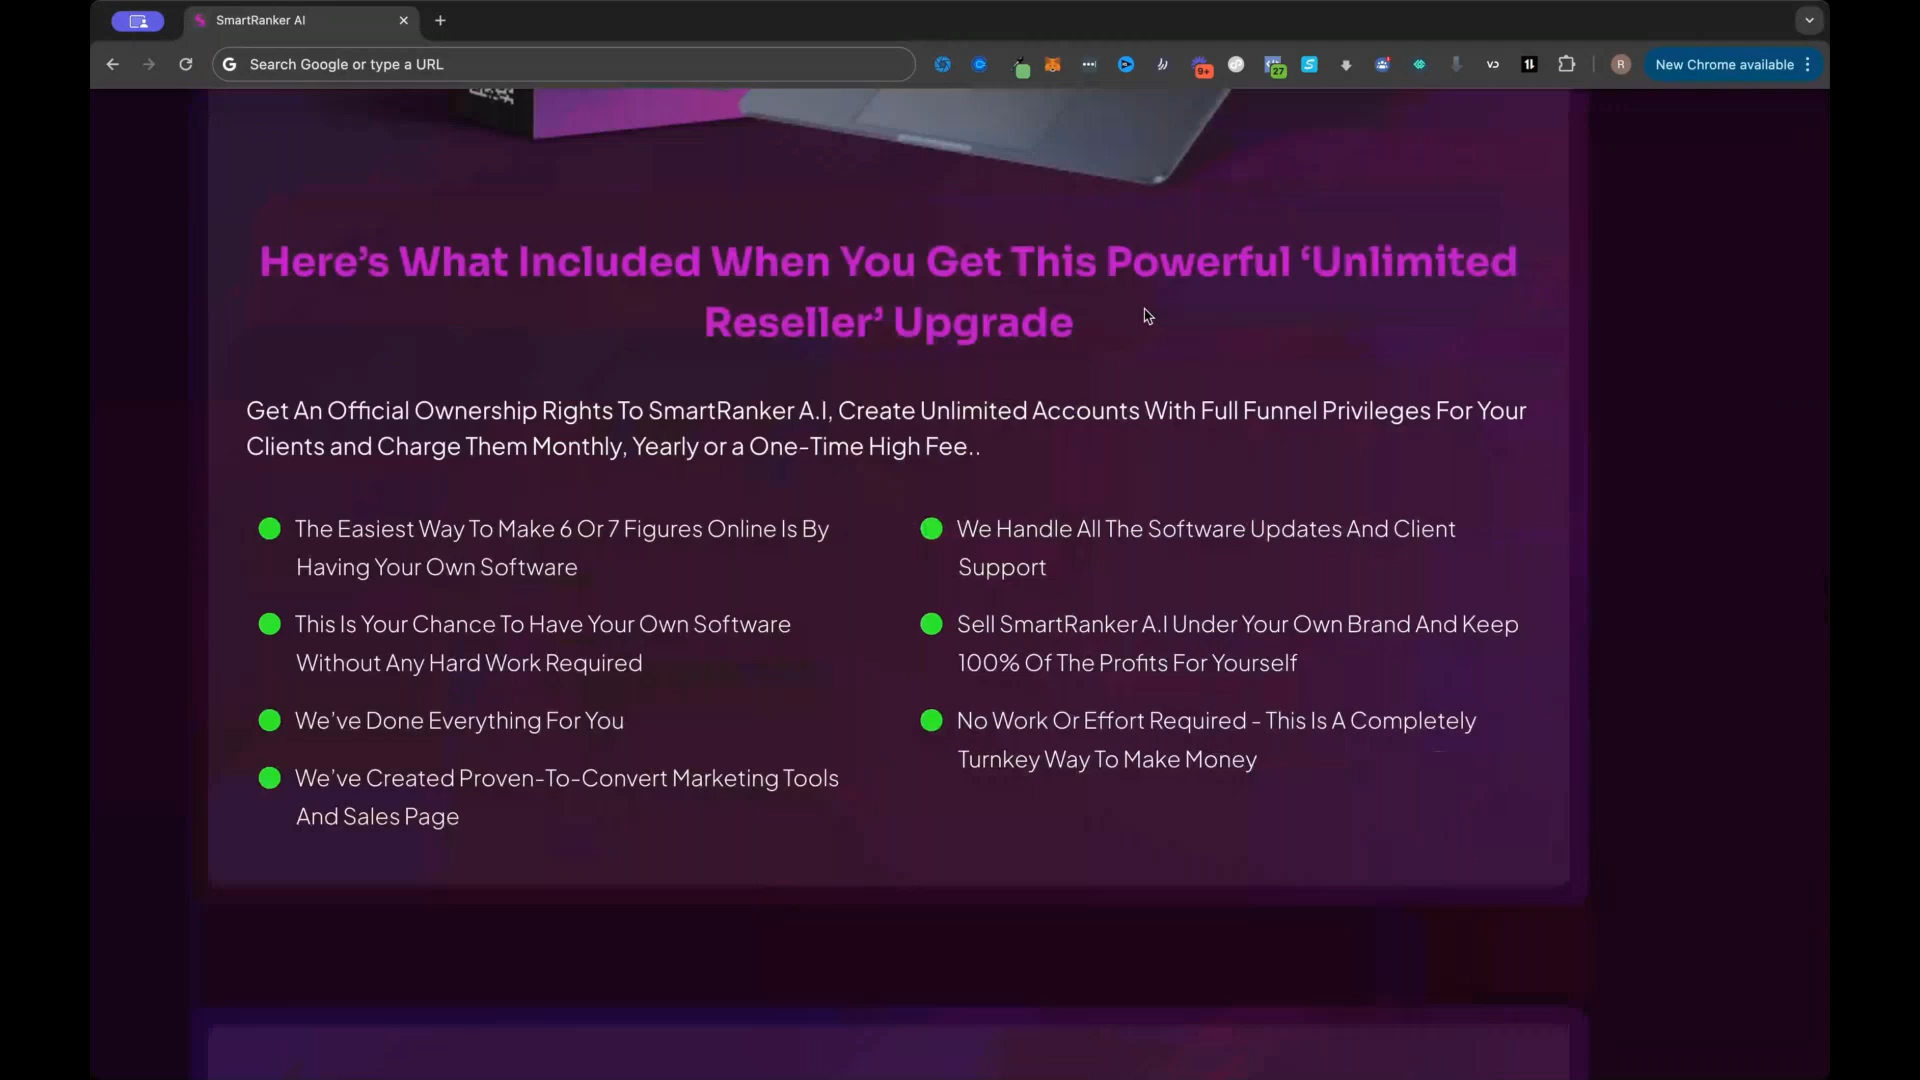 SmartRanker AI
Search Google or type a URL
9+
27
R
New Chrome available
Here’s What Included When You Get This Powerful ‘Unlimited
Reseller’ Upgrade
Get An Official Ownership Rights To SmartRanker A.I, Create Unlimited Accounts With Full Funnel Privileges For Your
Clients and Charge Them Monthly, Yearly or a One-Time High Fee..
The Easiest Way To Make 6 Or 7 Figures Online Is By
Having Your Own Software
This Is Your Chance To Have Your Own Software
Without Any Hard Work Required
We’ve Done Everything For You
We’ve Created Proven-To-Convert Marketing Tools
And Sales Page
We Handle All The Software Updates And Client
Support
Sell SmartRanker A.I Under Your Own Brand And Keep
100% Of The Profits For Yourself
No Work Or Effort Required - This Is A Completely
Turnkey Way To Make Money